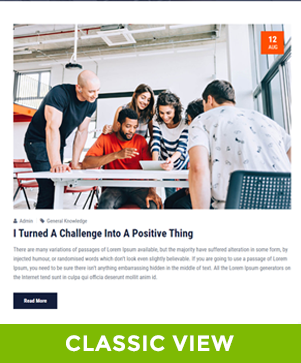 12
AUG
Admin General Knowledge
I Turned A Challenge Into A Positive Thing
There are many variations of passages of Lorem Ipsum available, but the majority have suffered alteration in some form, by
injected humour, or randomised words which don't look even slightly believable. If you are going to use a passage of Lorem
Ipsum, you need to be sure there isn't anything embarrassing hidden in the middle of text. All the Lorem Ipsum generators on
the Internet tend sunt in culpa qui officia deserunt mollit anim id.
Read More
CLASSIC VIEW